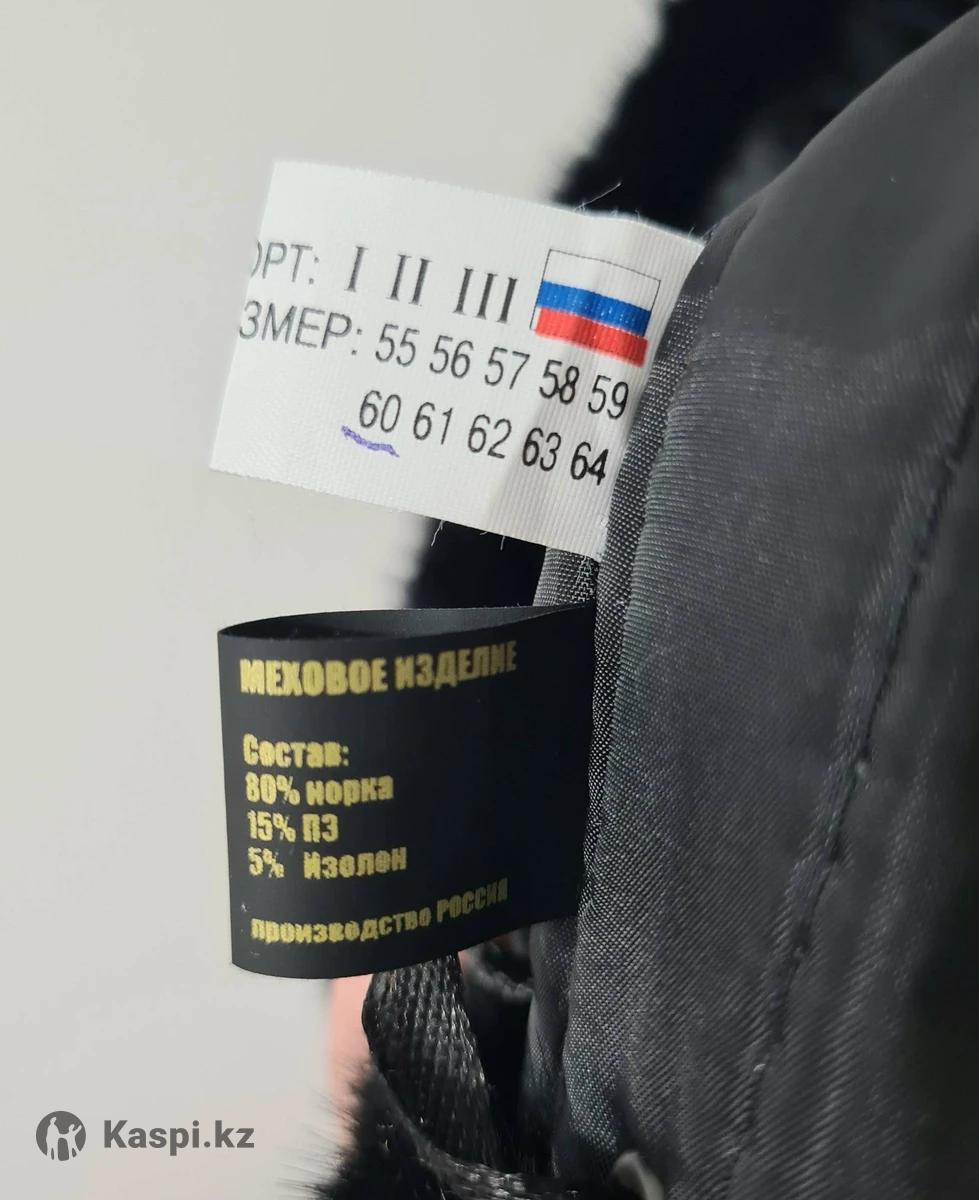 ОРТ: I II III
ЗМЕР: 55 56 57 58 59
60 61 62 63 64
МЕХОВОЕ ИЗДЕЛИЕ
Состав:
80% норка
15% ПЭ
5% Изолон
производство РОССИЯ
Kaspi.kz